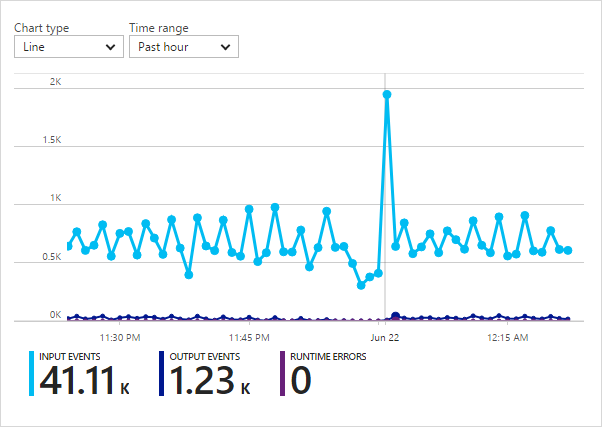 Chart type Time range
Line Past hour
2K
1.5K
1K
0.5K
0K
11:30 PM 11:45 PM Jun 22 12:15 AM
INPUT EVENTS OUTPUT EVENTS RUNTIME ERRORS
41.11 K 1.23 K 0